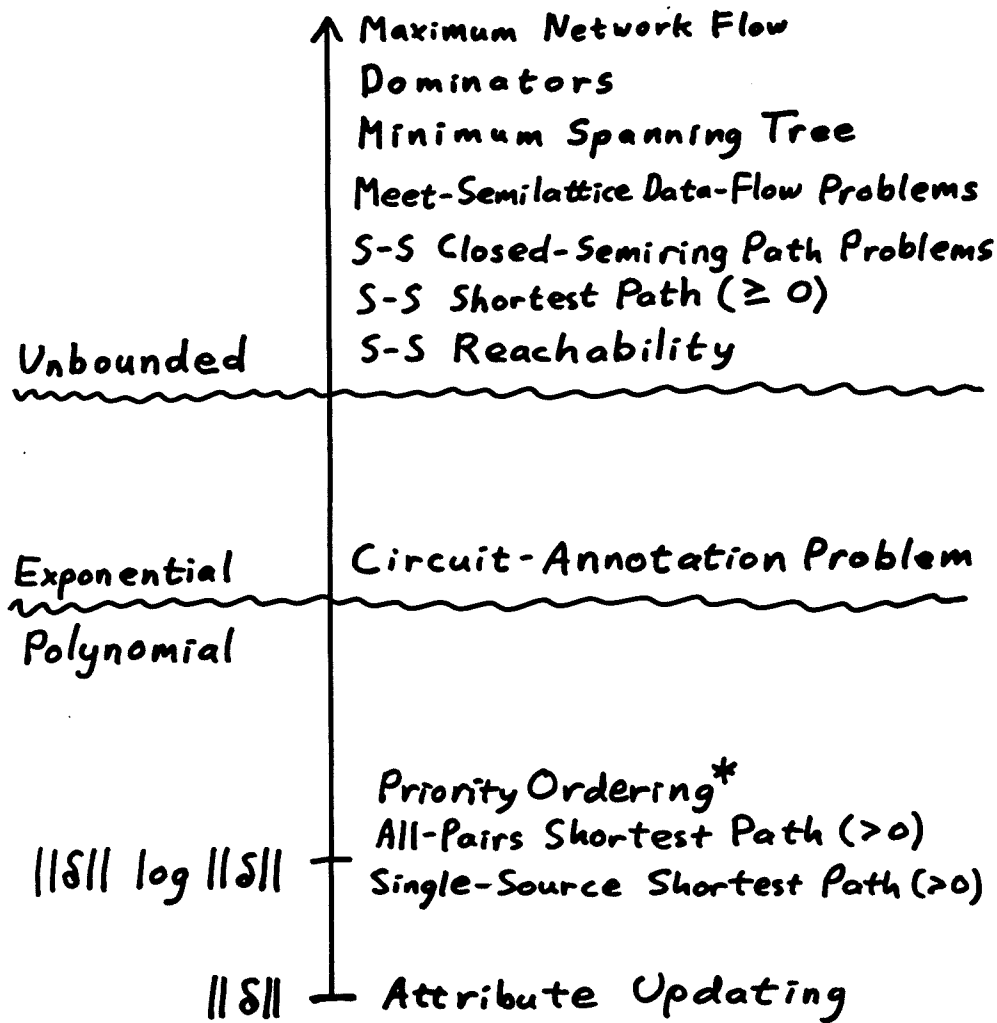 Maximum Network Flow
Dominators
Minimum Spanning Tree
Meet-Semilattice Data-Flow Problems
S-S Closed-Semiring Path Problems
S-S Shortest Path (≥ 0)
Unbounded S-S Reachability
Exponential Circuit-Annotation Problem
Polynomial
Priority Ordering*
All-Pairs Shortest Path (>0)
||δ|| log ||δ|| Single-Source Shortest Path (>0)
||δ|| Attribute Updating